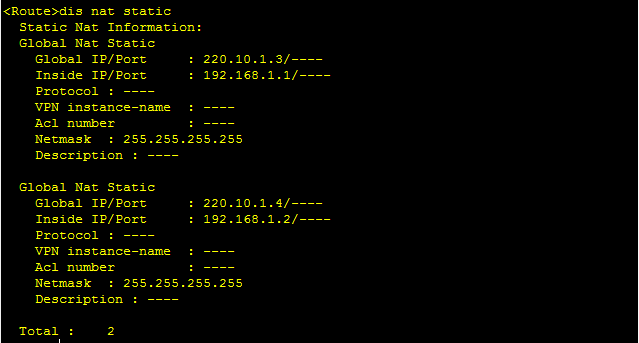 <Route>dis nat static
  Static Nat Information:
  Global Nat Static
    Global IP/Port     : 220.10.1.3/----
    Inside IP/Port     : 192.168.1.1/----
    Protocol : ----
    VPN instance-name  : ----
    Acl number         : ----
    Netmask  : 255.255.255.255
    Description : ----

  Global Nat Static
    Global IP/Port     : 220.10.1.4/----
    Inside IP/Port     : 192.168.1.2/----
    Protocol : ----
    VPN instance-name  : ----
    Acl number         : ----
    Netmask  : 255.255.255.255
    Description : ----

  Total :    2